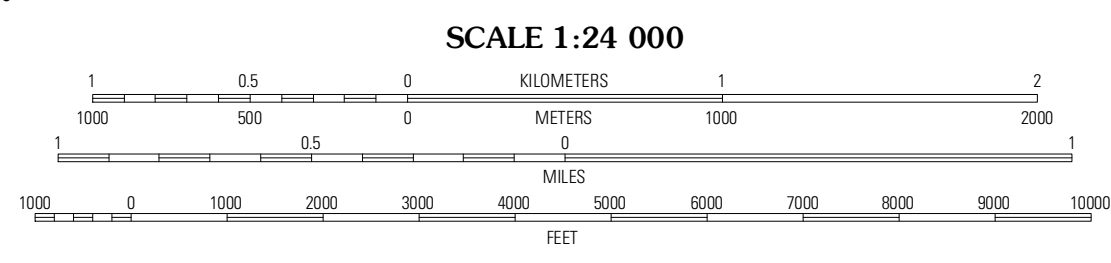 SCALE 1:24 000
1 0.5 0 KILOMETERS 1 2
1000 500 0 METERS 1000 2000
1 0.5 0 1
MILES
1000 0 1000 2000 3000 4000 5000 6000 7000 8000 9000 10000
FEET